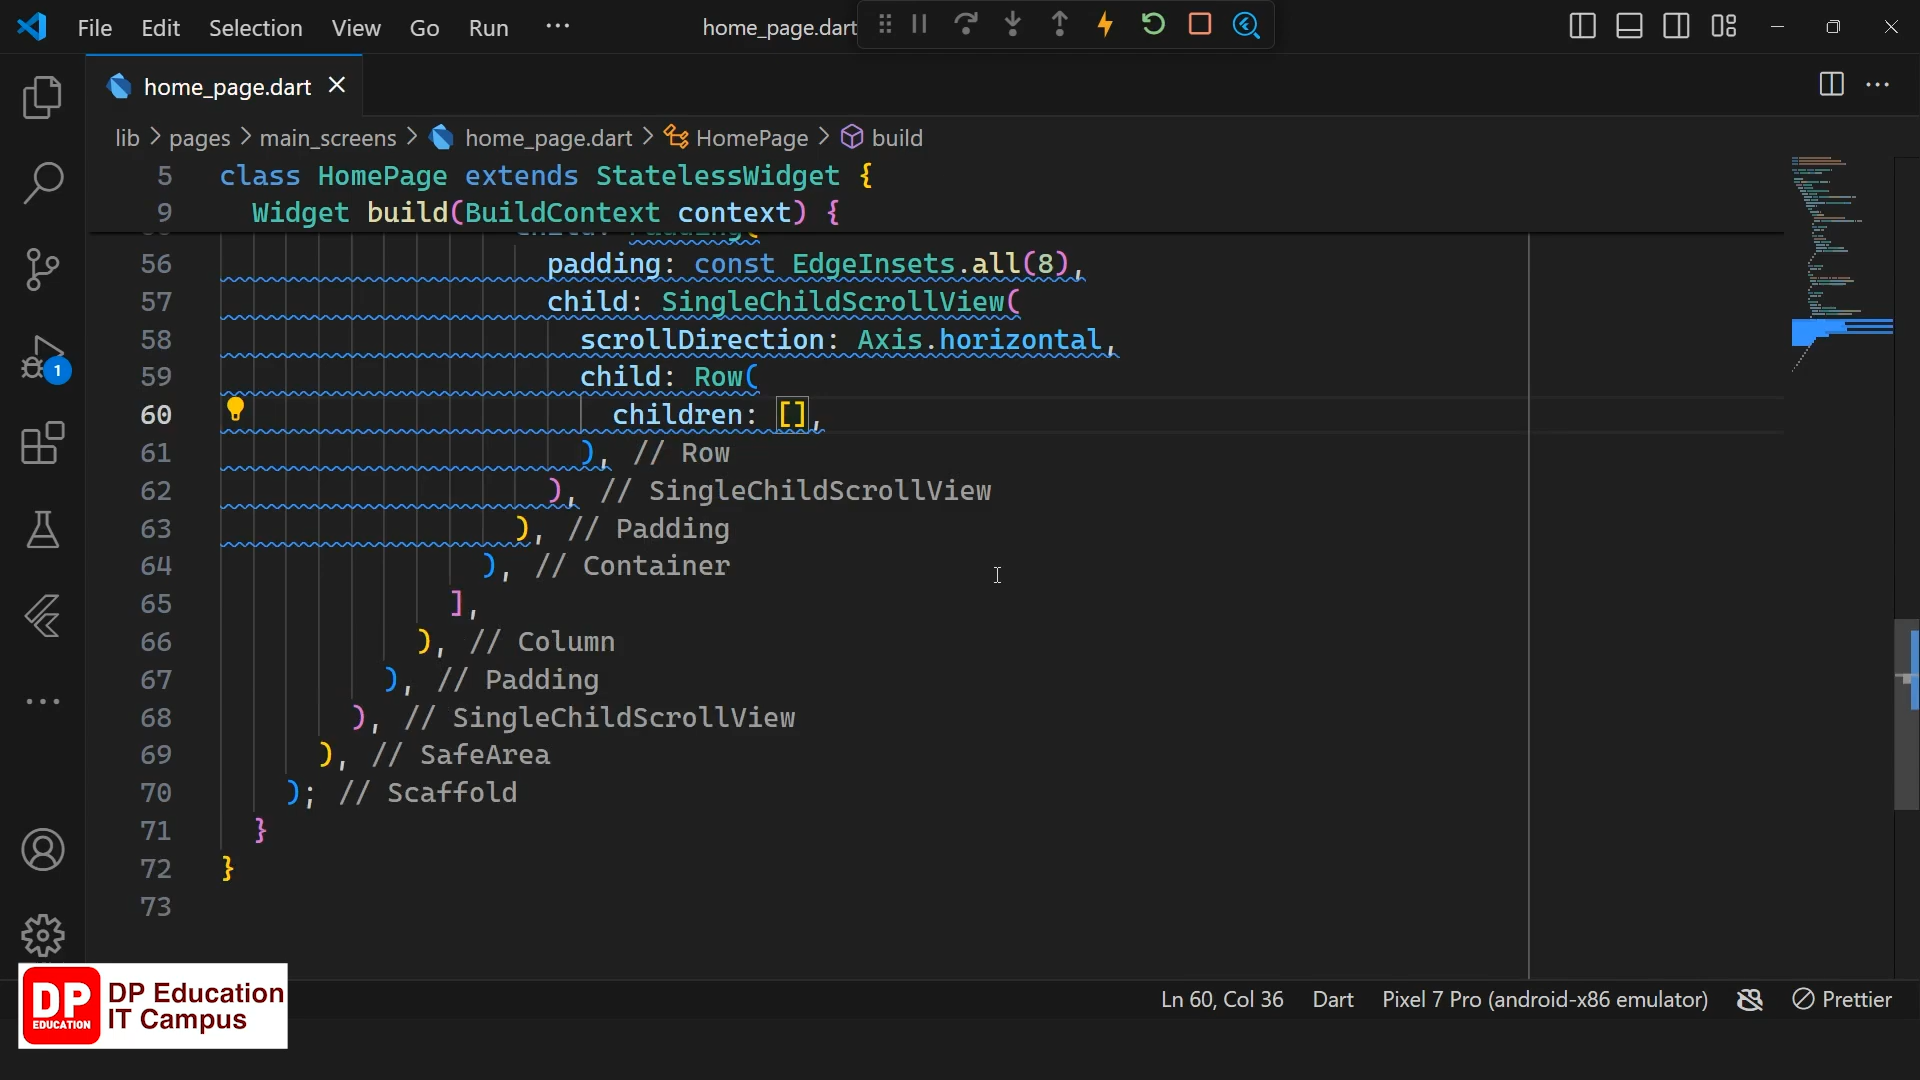 File Edit Selection View Go Run ···
home_page.dart
home_page.dart
lib > pages > main_screens > home_page.dart > HomePage > build
5 class HomePage extends StatelessWidget {
9 Widget build(BuildContext context) {
56 padding: const EdgeInsets.all(8),
57 child: SingleChildScrollView(
58 scrollDirection: Axis.horizontal,
59 child: Row(
60 children: [],
61 ), // Row
62 ), // SingleChildScrollView
63 ), // Padding
64 ), // Container
65 ],
66 ), // Column
67 ), // Padding
68 ), // SingleChildScrollView
69 ), // SafeArea
70 ); // Scaffold
71 }
72 }
73
1
DP EDUCATION
DP Education
IT Campus
Ln 60, Col 36 Dart Pixel 7 Pro (android-x86 emulator) Prettier